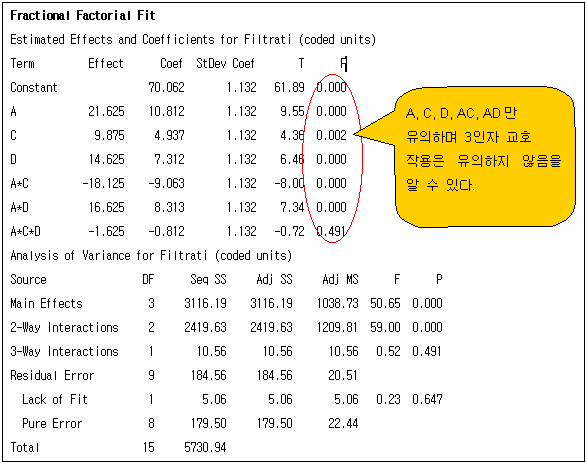 Fractional Factorial Fit
Estimated Effects and Coefficients for Filtrati (coded units)
Term Effect Coef StDev Coef T P
Constant 70.062 1.132 61.89 0.000
A 21.625 10.812 1.132 9.55 0.000
C 9.875 4.937 1.132 4.36 0.002
D 14.625 7.312 1.132 6.46 0.000
A*C -18.125 -9.063 1.132 -8.00 0.000
A*D 16.625 8.313 1.132 7.34 0.000
A*C*D -1.625 -0.812 1.132 -0.72 0.491
A, C, D, AC, AD 만
유의하며 3인자 교호
작용은 유의하지 않음을
알 수 있다.
Analysis of Variance for Filtrati (coded units)
Source DF Seq SS Adj SS Adj MS F P
Main Effects 3 3116.19 3116.19 1038.73 50.65 0.000
2-Way Interactions 2 2419.63 2419.63 1209.81 59.00 0.000
3-Way Interactions 1 10.56 10.56 10.56 0.52 0.491
Residual Error 9 184.56 184.56 20.51
Lack of Fit 1 5.06 5.06 5.06 0.23 0.647
Pure Error 8 179.50 179.50 22.44
Total 15 5730.94